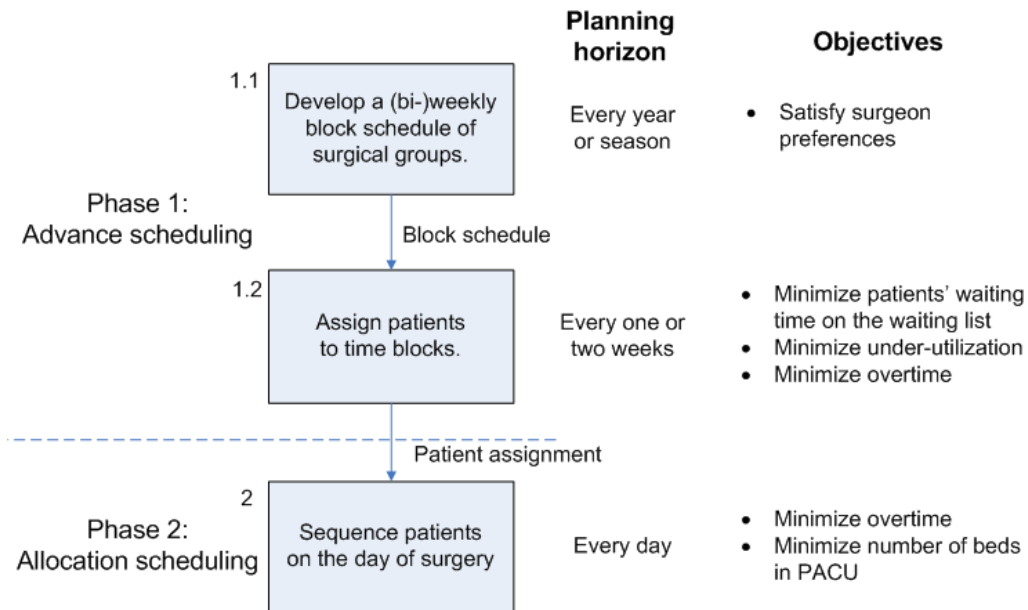 Planning
horizon
Objectives
1.1
Develop a (bi-)weekly
block schedule of
surgical groups.
Every year
or season
• Satisfy surgeon
preferences
Phase 1:
Advance scheduling
Block schedule
1.2
Assign patients
to time blocks.
Every one or
two weeks
• Minimize patients' waiting
time on the waiting list
• Minimize under-utilization
• Minimize overtime
Patient assignment
2
Phase 2:
Allocation scheduling
Sequence patients
on the day of surgery
Every day
• Minimize overtime
• Minimize number of beds
in PACU